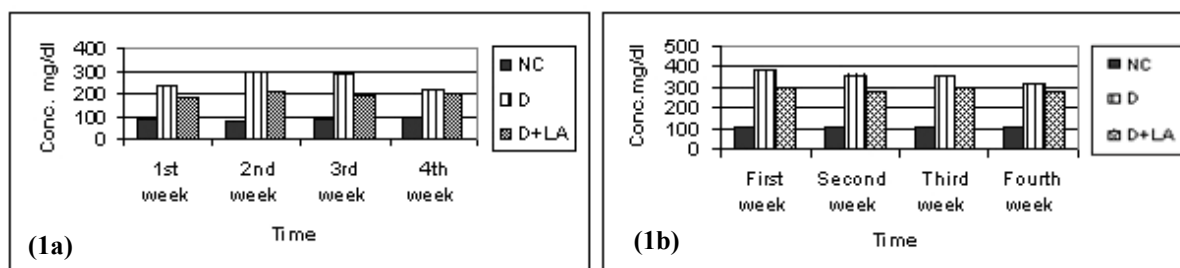 400
300
200
100
0
Conc. mg/dl
1st week
2nd week
3rd week
4th week
Time
NC
D
D+LA
(1a)
500
400
300
200
100
0
Conc. mg/dl
First week
Second week
Third week
Fourth week
Time
NC
D
D+LA
(1b)